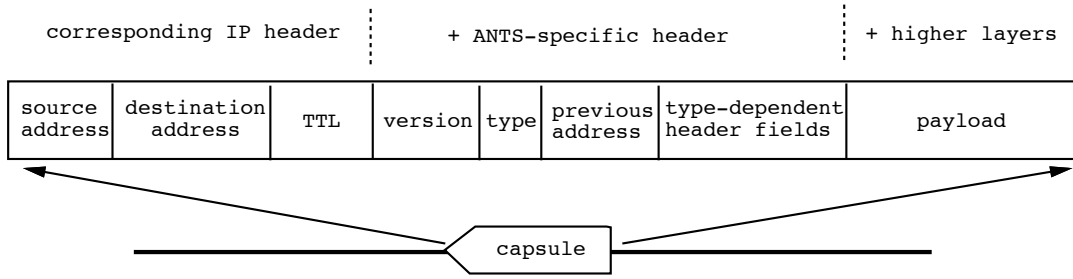 corresponding IP header
+ ANTS-specific header
+ higher layers
source
address
destination
address
TTL
version
type
previous
address
type-dependent
header fields
payload
capsule